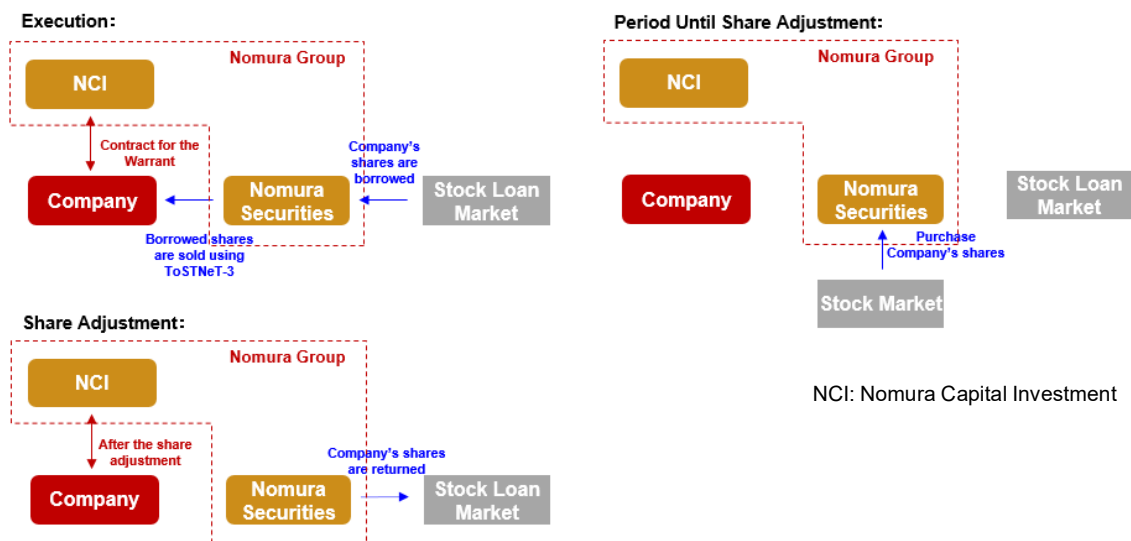 Execution:
Nomura Group
NCI
Contract for the
Warrant
Company's
shares are
borrowed
Company
Nomura
Securities
Stock Loan
Market
Borrowed shares
are sold using
ToSTNeT-3
Period Until Share Adjustment:
Nomura Group
NCI
Company
Nomura
Securities
Stock Loan
Market
Purchase
Company's shares
Stock Market
Share Adjustment:
Nomura Group
NCI
After the share
adjustment
Company's shares
are returned
Company
Nomura
Securities
Stock Loan
Market
NCI: Nomura Capital Investment